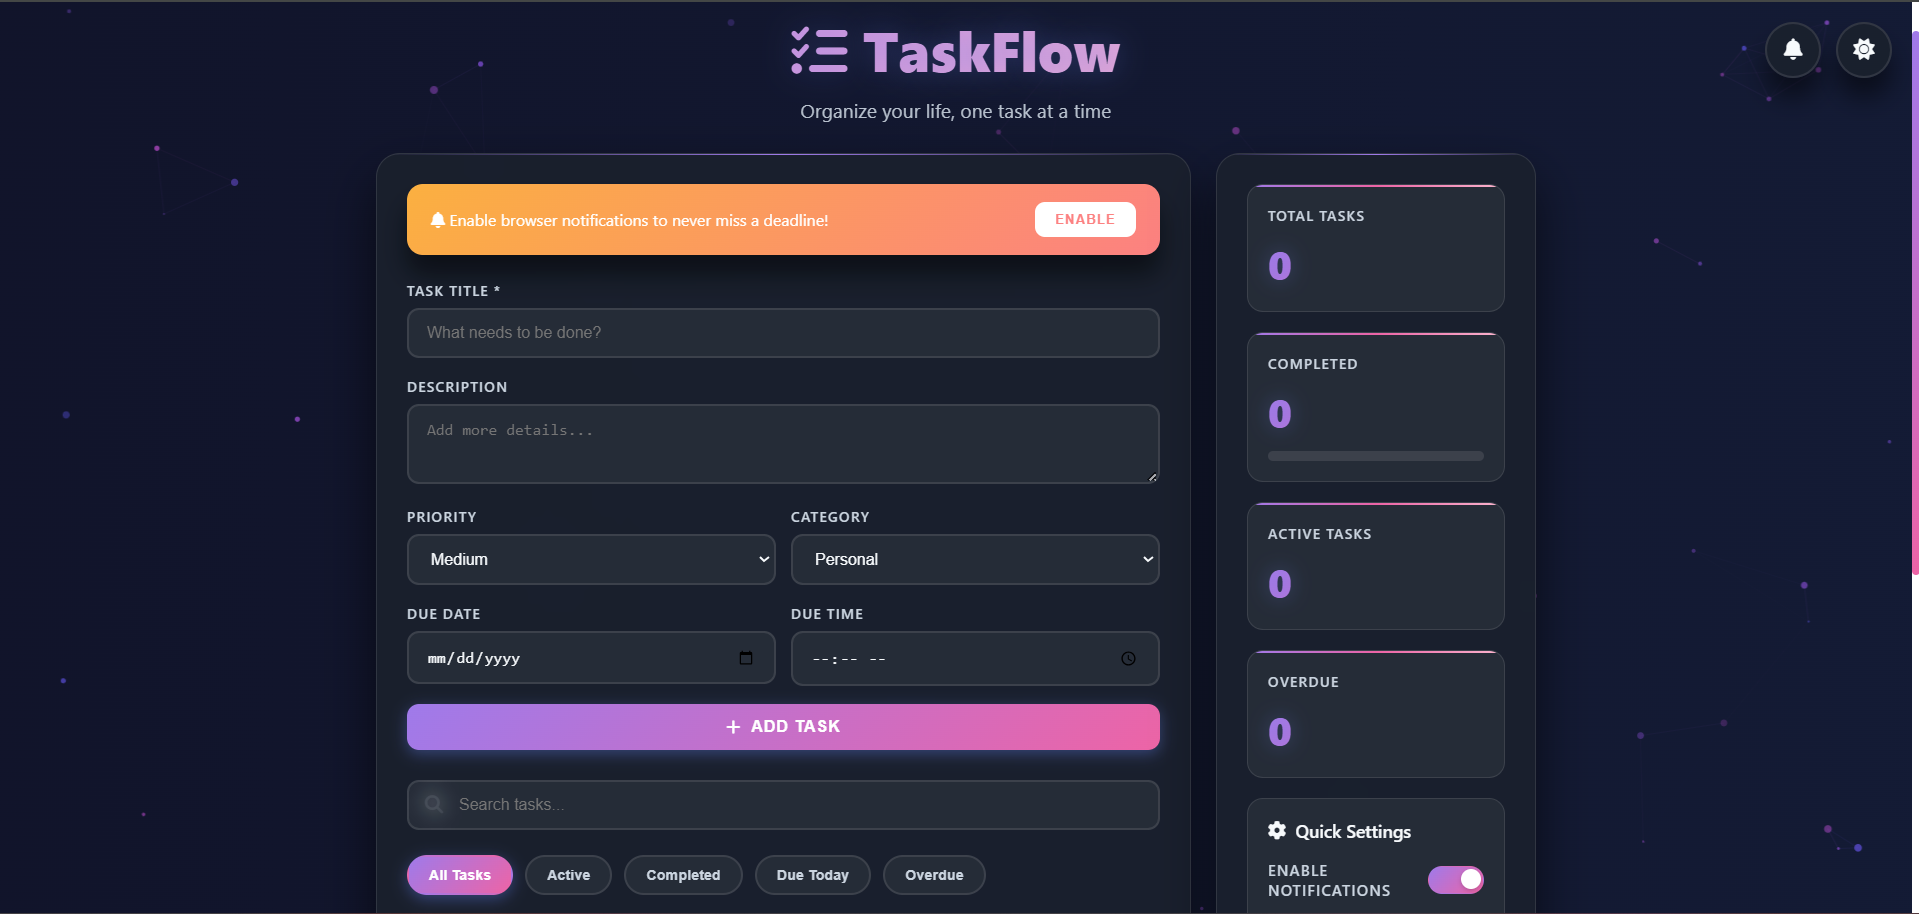 TaskFlow
Organize your life, one task at a time
Enable browser notifications to never miss a deadline!
ENABLE
TASK TITLE *
What needs to be done?
DESCRIPTION
Add more details...
PRIORITY
CATEGORY
Medium
Personal
DUE DATE
DUE TIME
mm/dd/yyyy
--:-- --
+ ADD TASK
Search tasks...
All Tasks
Active
Completed
Due Today
Overdue
TOTAL TASKS
0
COMPLETED
0
ACTIVE TASKS
0
OVERDUE
0
Quick Settings
ENABLE
NOTIFICATIONS